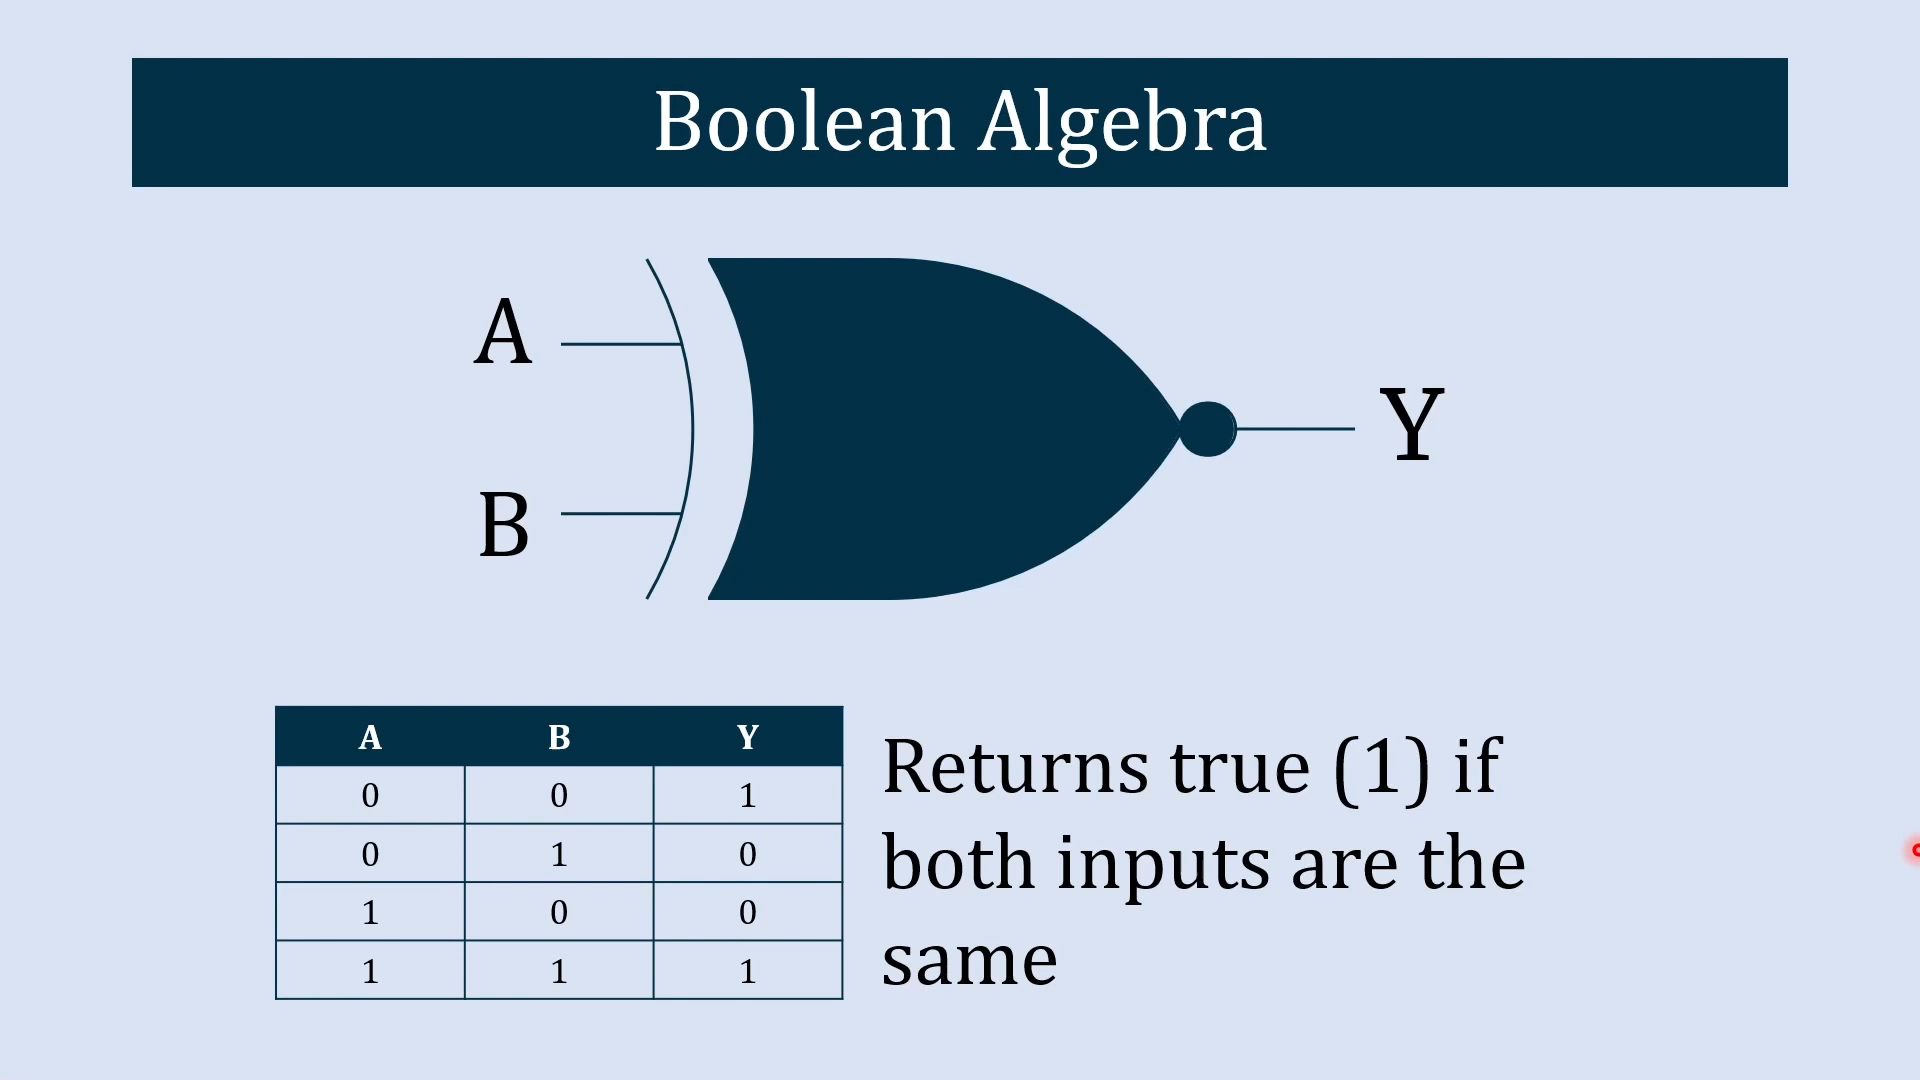 Boolean Algebra
A
B
Y
A B Y
0 0 1
0 1 0
1 0 0
1 1 1
Returns true (1) if
both inputs are the
same